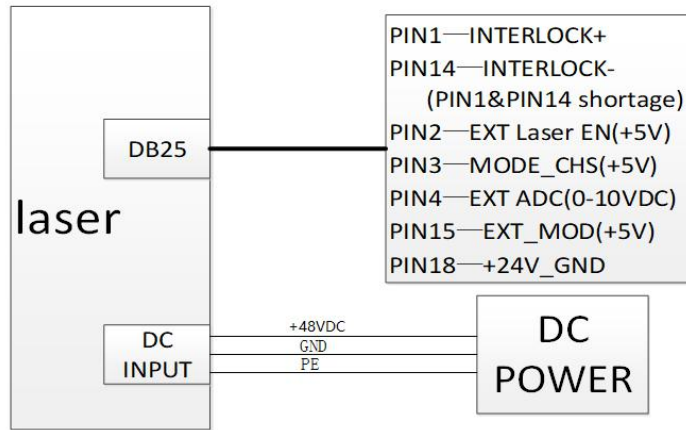 laser
DB25
PIN1—INTERLOCK+
PIN14—INTERLOCK-
(PIN1&PIN14 shortage)
PIN2—EXT Laser EN(+5V)
PIN3—MODE_CHS(+5V)
PIN4—EXT ADC(0-10VDC)
PIN15—EXT_MOD(+5V)
PIN18—+24V_GND
DC
INPUT
+48VDC
GND
PE
DC
POWER